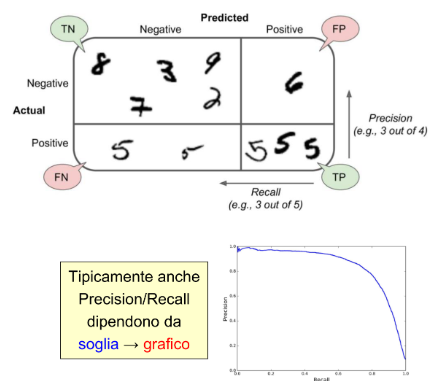 Predicted
TN
Negative
Positive
FP
8 3 9
6
Negative
7 2
Actual
Precision
(e.g., 3 out of 4)
Positive
5 5
5 5 5
FN
Recall
(e.g., 3 out of 5)
TP
Tipicamente anche
Precision/Recall
dipendono da
soglia → grafico
1.0
0.8
0.6
0.4
0.2
Precision
0.0 0.2 0.4 0.6 0.8 1.0
Recall